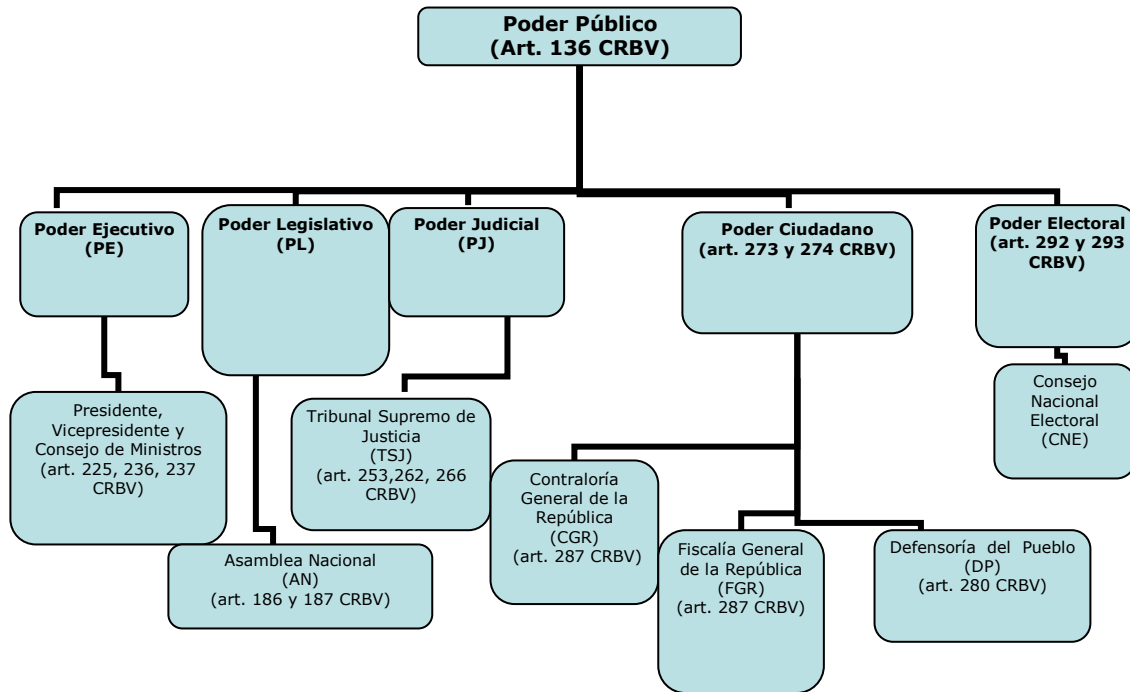 Poder Público
(Art. 136 CRBV)
Poder Ejecutivo
(PE)
Poder Legislativo
(PL)
Poder Judicial
(PJ)
Poder Ciudadano
(art. 273 y 274 CRBV)
Poder Electoral
(art. 292 y 293
CRBV)
Presidente,
Vicepresidente y
Consejo de Ministros
(art. 225, 236, 237
CRBV)
Asamblea Nacional
(AN)
(art. 186 y 187 CRBV)
Tribunal Supremo de
Justicia
(TSJ)
(art. 253,262, 266
CRBV)
Contraloría
General de la
República
(CGR)
(art. 287 CRBV)
Fiscalía General
de la República
(FGR)
(art. 287 CRBV)
Defensoría del Pueblo
(DP)
(art. 280 CRBV)
Consejo
Nacional
Electoral
(CNE)